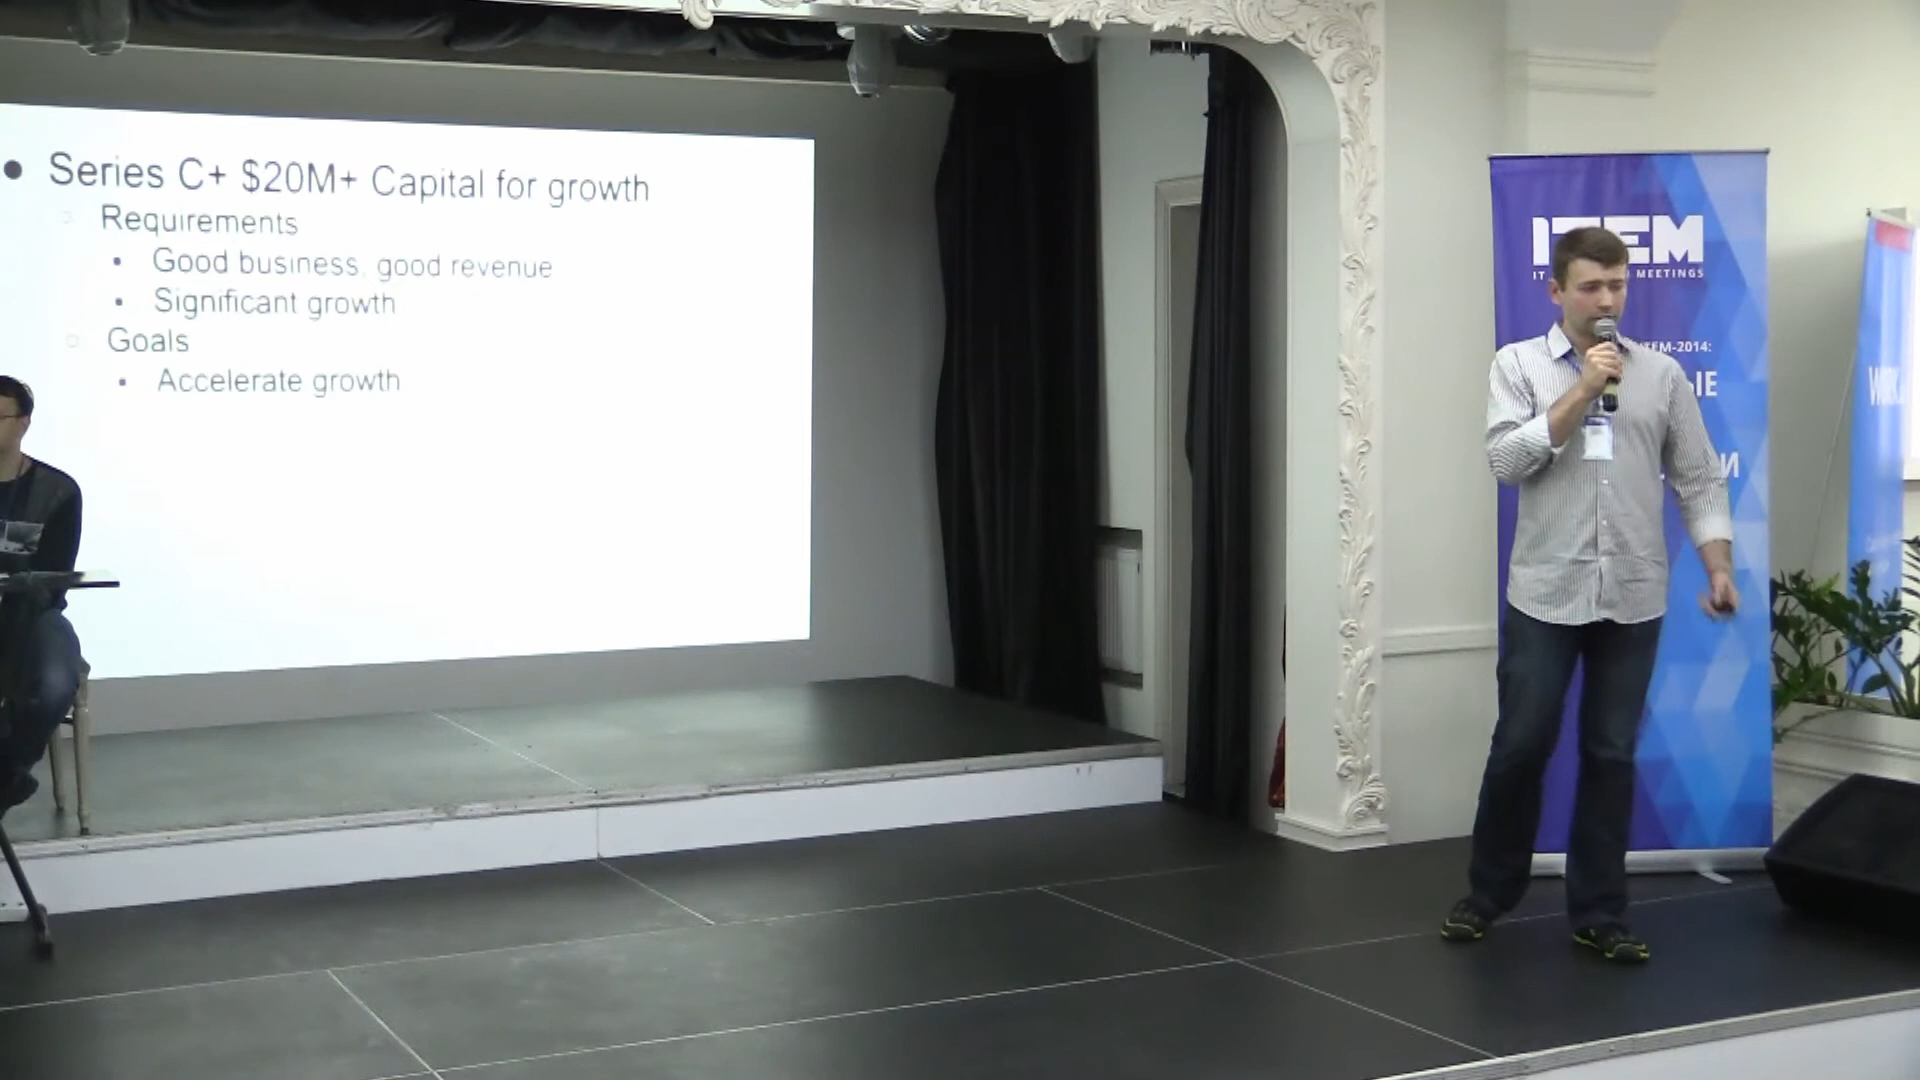 Series C+ $20M+ Capital for growth
Requirements
Good business, good revenue
Significant growth
Goals
Accelerate growth
ITEM
IT MEETINGS
ITEM-2014: